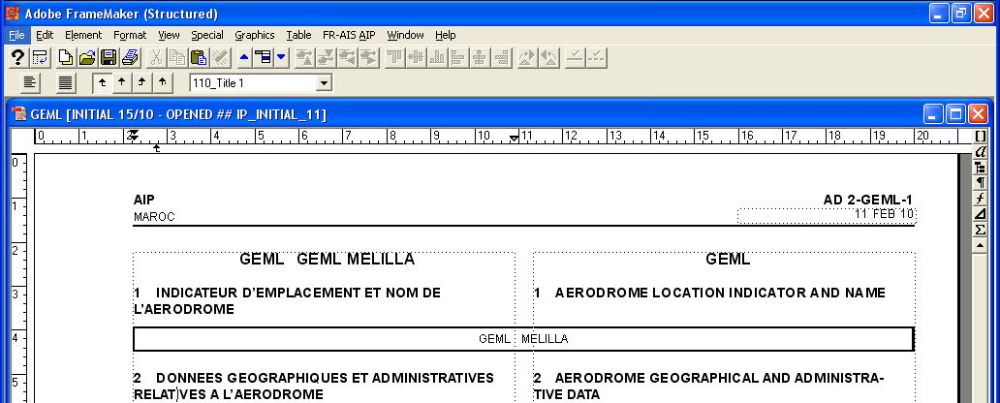 Adobe FrameMaker (Structured)
File Edit Element Format View Special Graphics Table FR-AIS AIP Window Help
110_Title 1
GEML [INITIAL 15/10 - OPENED ## IP_INITIAL_11]
0 1 2 3 4 5 6 7 8 9 10 11 12 13 14 15 16 17 18 19 20
0
1
2
3
4
5
AIP AD 2-GEML-1
MAROC 11 FEB 10
GEML GEML MELILLA
1 INDICATEUR D'EMPLACEMENT ET NOM DE
L'AERODROME
GEML
1 AERODROME LOCATION INDICATOR AND NAME
GEML MELILLA
2 DONNEES GEOGRAPHIQUES ET ADMINISTRATIVES
RELATIVES A L'AERODROME
2 AERODROME GEOGRAPHICAL AND ADMINISTRA-
TIVE DATA